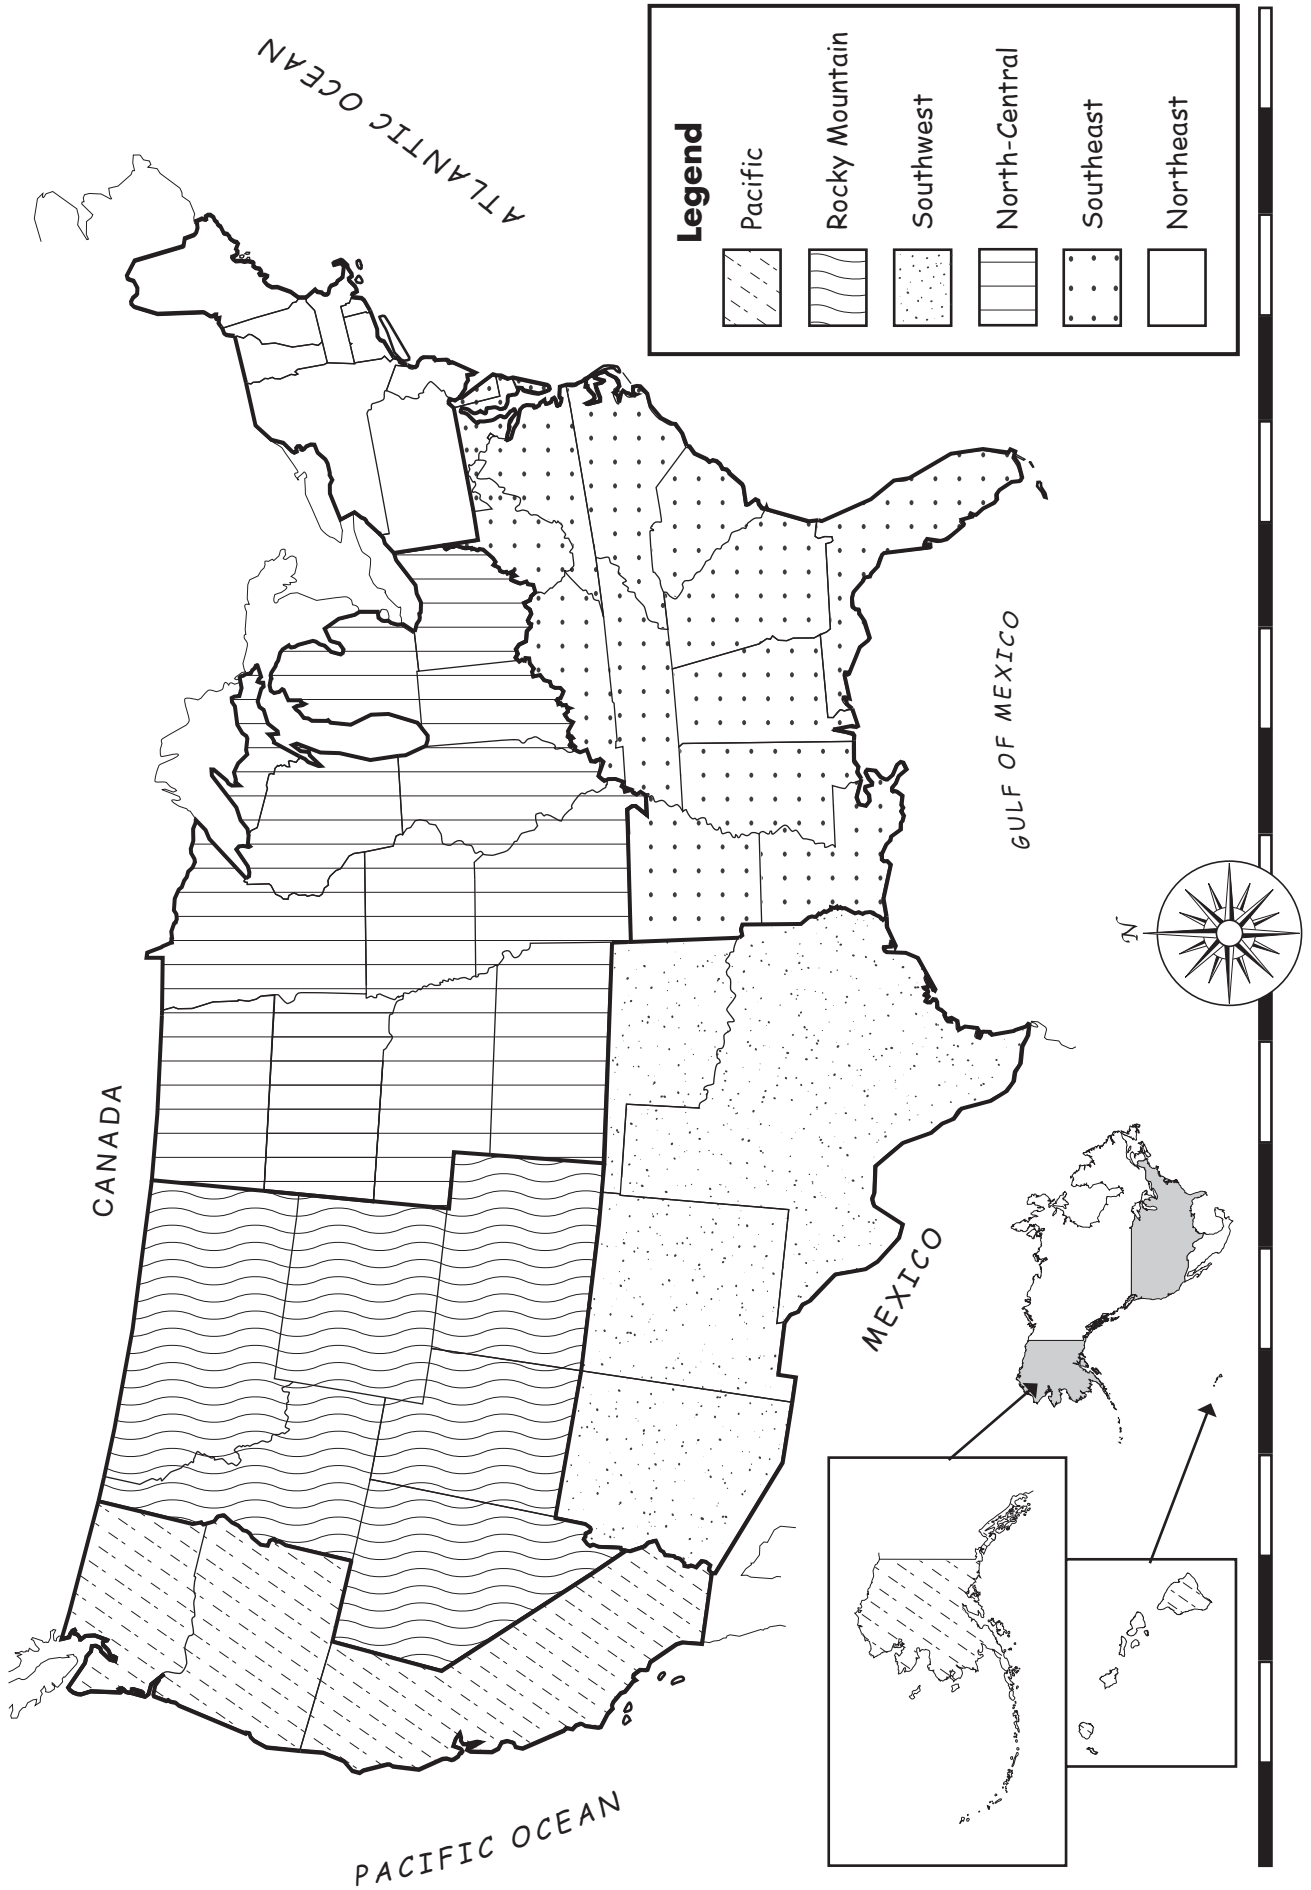 CANADA
ATLANTIC OCEAN
PACIFIC OCEAN
MEXICO
GULF OF MEXICO
N
Legend
Pacific
Rocky Mountain
Southwest
North-Central
Southeast
Northeast